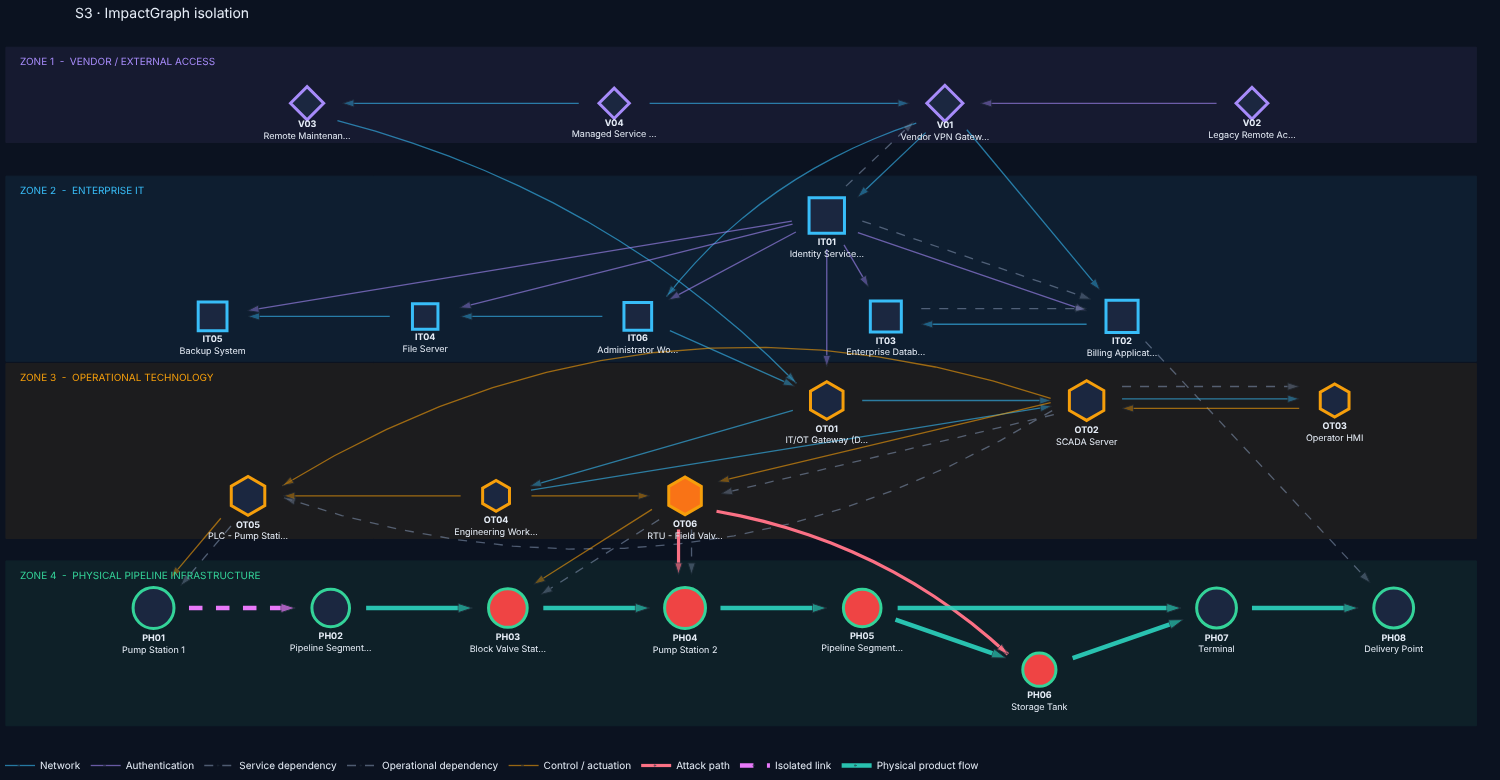 S3 · ImpactGraph isolation
ZONE 1 - VENDOR / EXTERNAL ACCESS
V03
Remote Maintenan...
V04
Managed Service ...
V01
Vendor VPN Gatew...
V02
Legacy Remote Ac...
ZONE 2 - ENTERPRISE IT
IT01
Identity Service...
IT05
Backup System
IT04
File Server
IT06
Administrator Wo...
IT03
Enterprise Datab...
IT02
Billing Applicat...
ZONE 3 - OPERATIONAL TECHNOLOGY
OT01
IT/OT Gateway (D...
OT02
SCADA Server
OT03
Operator HMI
OT05
PLC - Pump Stati...
OT04
Engineering Work...
OT06
RTU - Field Valv...
ZONE 4 - PHYSICAL PIPELINE INFRASTRUCTURE
PH01
Pump Station 1
PH02
Pipeline Segment...
PH03
Block Valve Stat...
PH04
Pump Station 2
PH05
Pipeline Segment...
PH07
Terminal
PH08
Delivery Point
PH06
Storage Tank
Network
Authentication
Service dependency
Operational dependency
Control / actuation
Attack path
Isolated link
Physical product flow